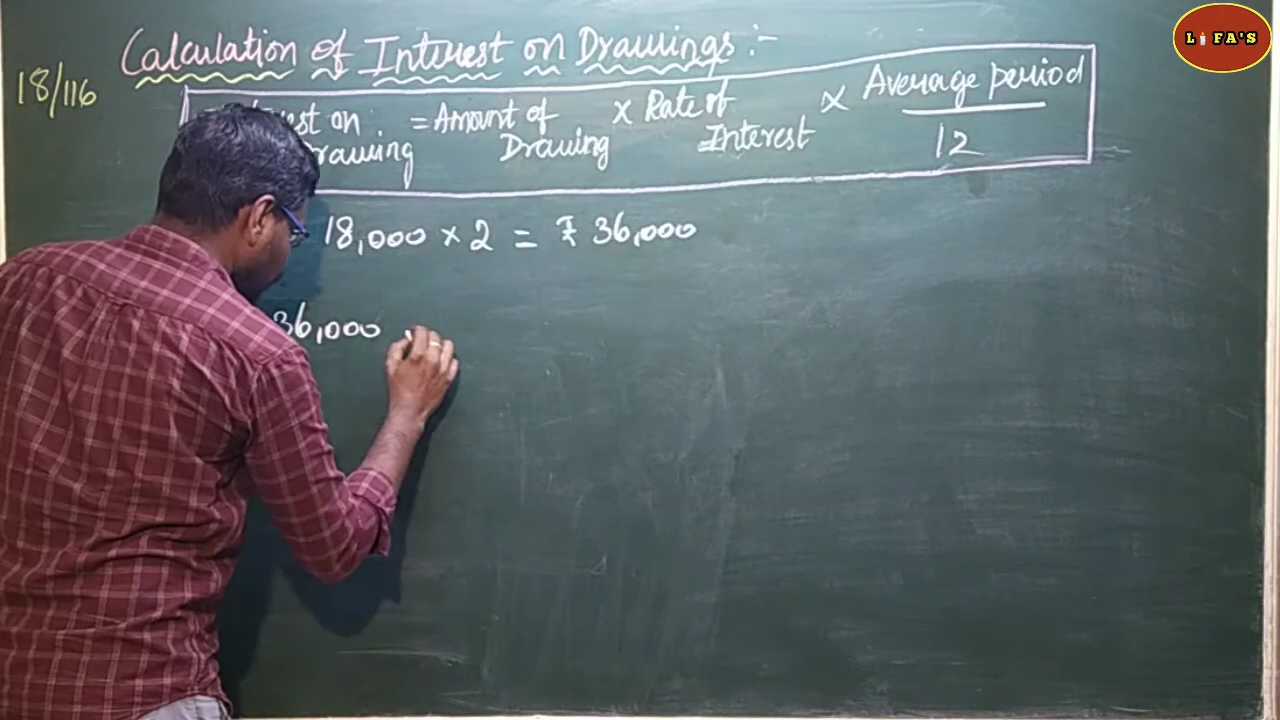 Calculation of Interest on Drawings :-
18/116
on = Amount of Drawing × Rate of Interest × Average period / 12
18,000 × 2 = ₹ 36,000
36,000
LIFA'S